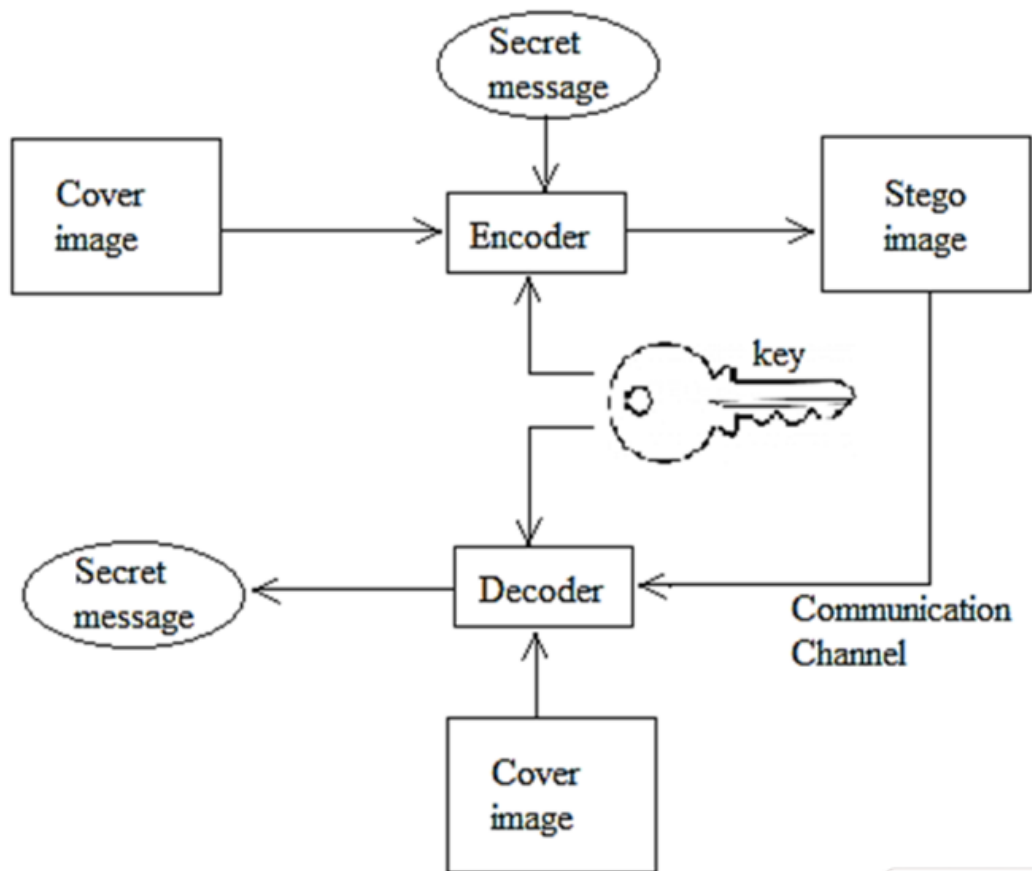 Secret
message
Cover
image
Encoder
Stego
image
key
Secret
message
Decoder
Communication
Channel
Cover
image